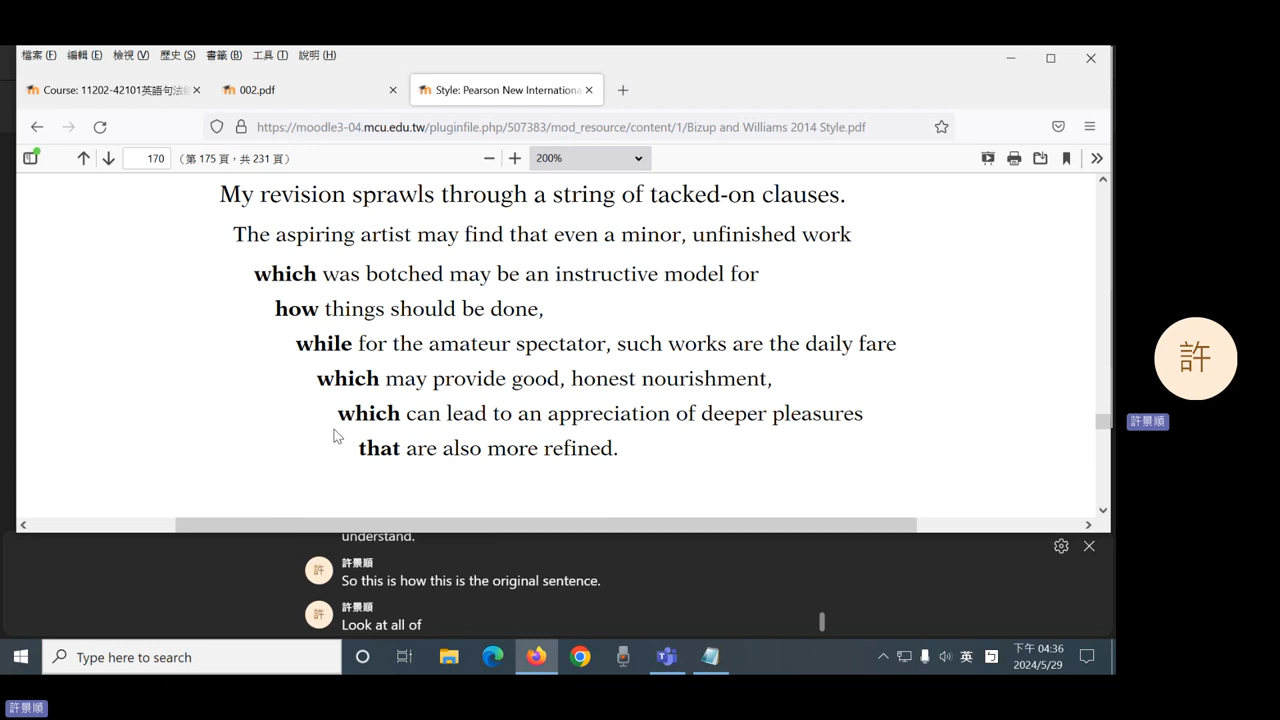 檔案(F) 編輯(E) 檢視(V) 歷史(S) 書籤(B) 工具(T) 說明(H)
Course: 11202-42101英語句法 002.pdf Style: Pearson New Internationa
https://moodle3-04.mcu.edu.tw/pluginfile.php/507383/mod_resource/content/1/Bizup and Williams 2014 Style.pdf
170 (第 175 頁，共 231 頁) 200%
My revision sprawls through a string of tacked-on clauses.
The aspiring artist may find that even a minor, unfinished work
which was botched may be an instructive model for
how things should be done,
while for the amateur spectator, such works are the daily fare
which may provide good, honest nourishment,
which can lead to an appreciation of deeper pleasures
that are also more refined.
許
許景順
understand.
許景順
許 So this is how this is the original sentence.
許景順
許 Look at all of
Type here to search
英
下午 04:36
2024/5/29
許景順